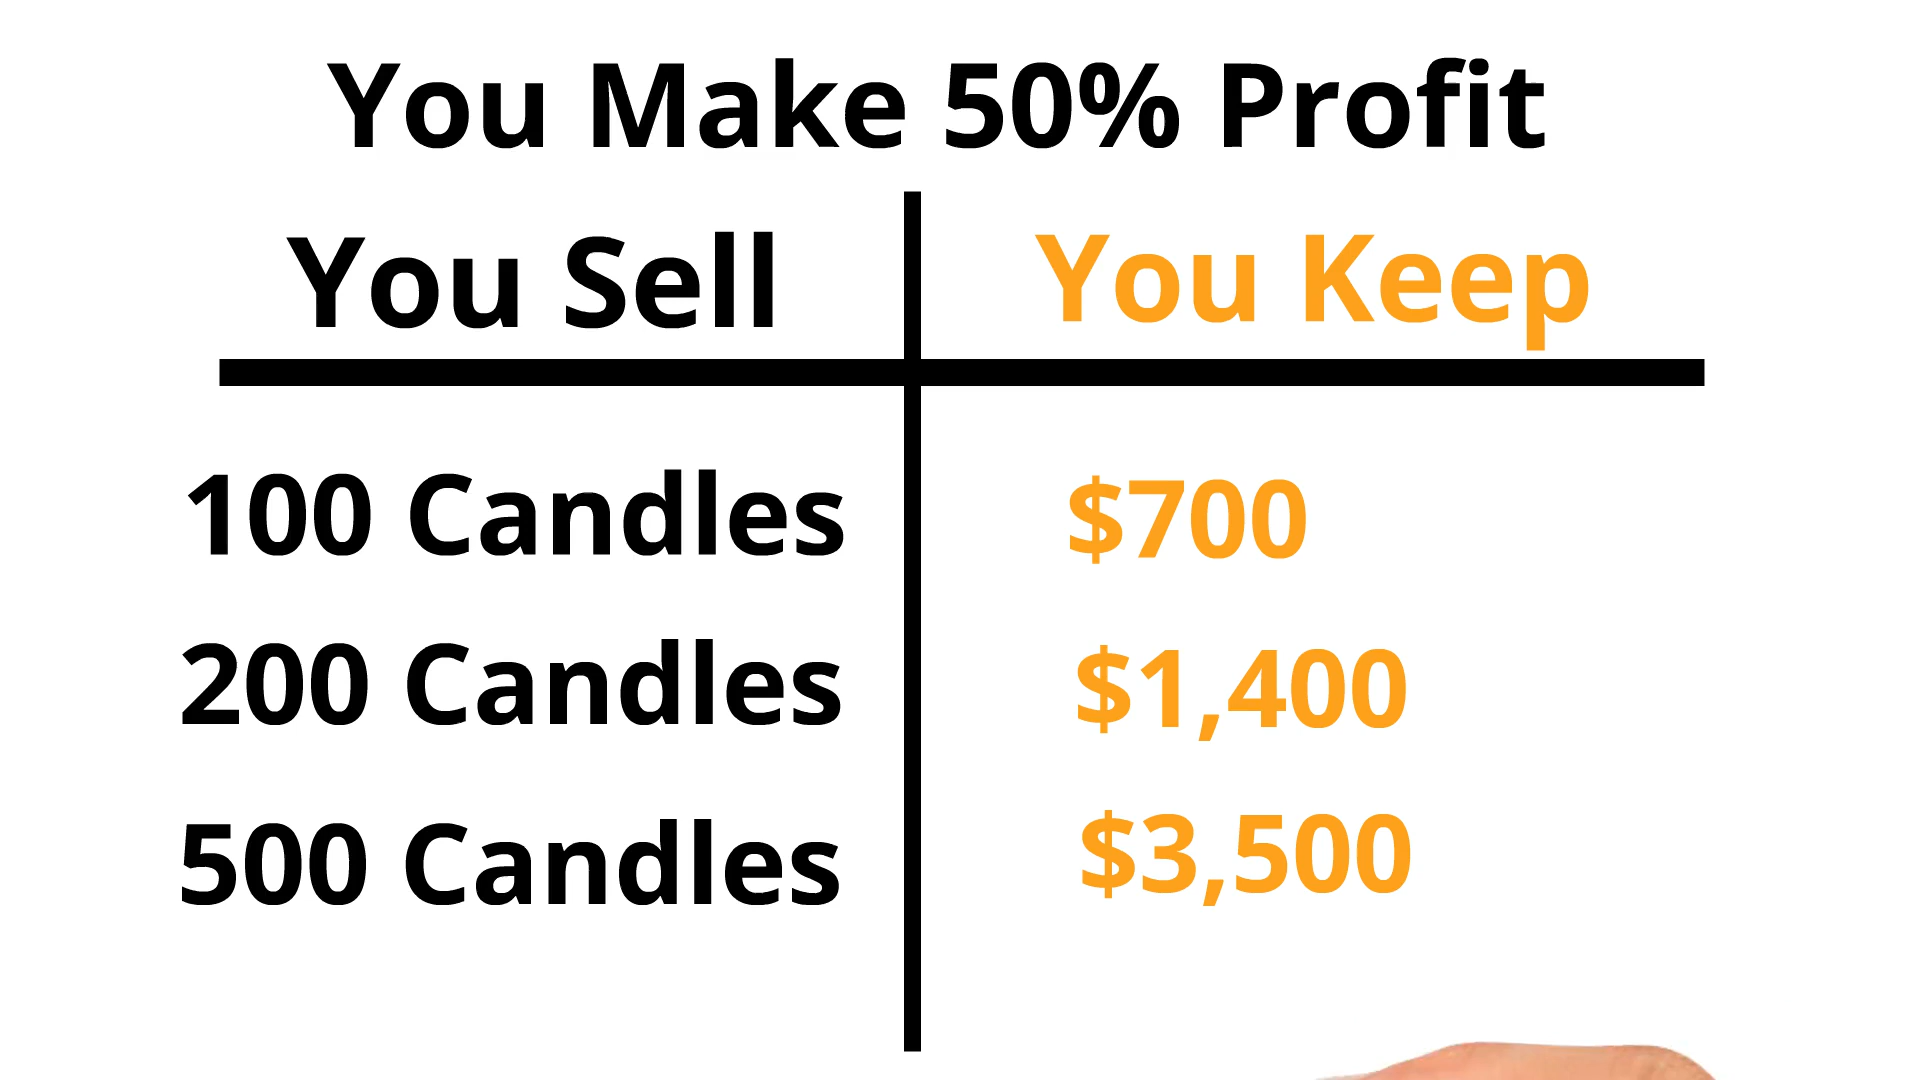 You Make 50% Profit
You Sell You Keep
100 Candles $700
200 Candles $1,400
500 Candles $3,500